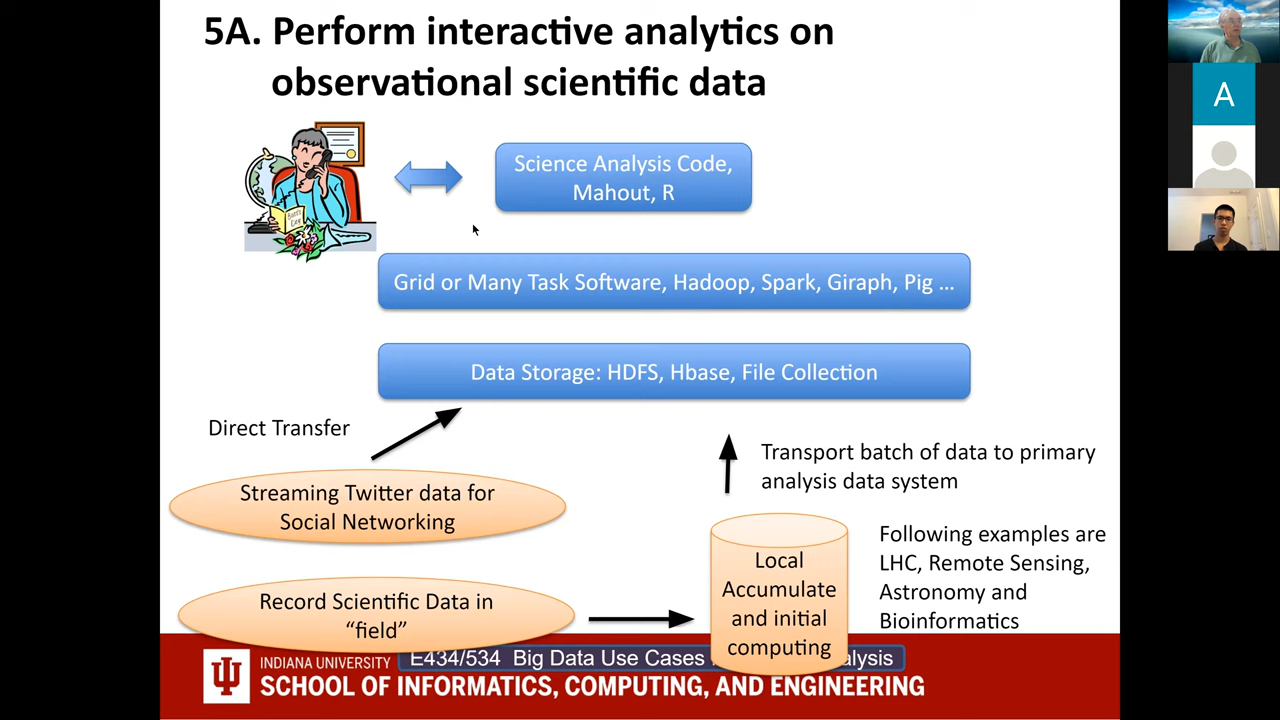 5A. Perform interactive analytics on
observational scientific data
Science Analysis Code,
Mahout, R
Grid or Many Task Software, Hadoop, Spark, Giraph, Pig ...
Data Storage: HDFS, Hbase, File Collection
Direct Transfer
Transport batch of data to primary
analysis data system
Streaming Twitter data for
Social Networking
Record Scientific Data in
“field”
Local
Accumulate
and initial
computing
Following examples are
LHC, Remote Sensing,
Astronomy and
Bioinformatics
INDIANA UNIVERSITY
E434/534 Big Data Use Cases
SCHOOL OF INFORMATICS, COMPUTING, AND ENGINEERING
A